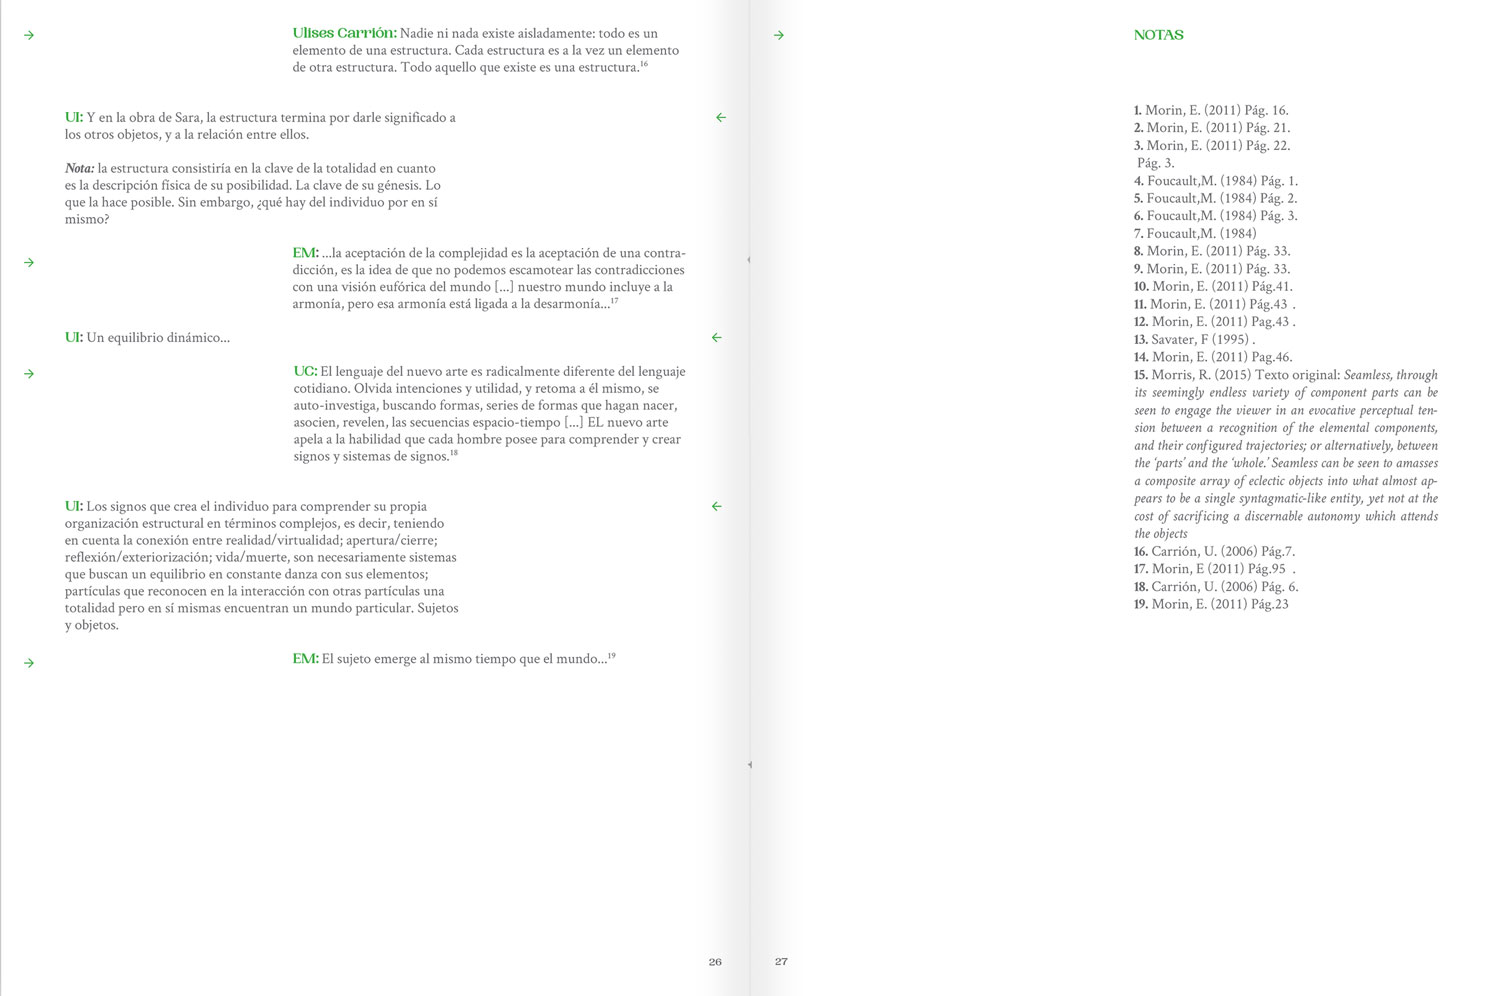 Ulises Carrión: Nadie ni nada existe aisladamente: todo es un
elemento de una estructura. Cada estructura es a la vez un elemento
de otra estructura. Todo aquello que existe es una estructura.16
UI: Y en la obra de Sara, la estructura termina por darle significado a
los otros objetos, y a la relación entre ellos.
Nota: la estructura consistiría en la clave de la totalidad en cuanto
es la descripción física de su posibilidad. La clave de su génesis. Lo
que la hace posible. Sin embargo, ¿qué hay del individuo por en sí
mismo?
EM: ...la aceptación de la complejidad es la aceptación de una contra-
dicción, es la idea de que no podemos escamotear las contradicciones
con una visión eufórica del mundo [...] nuestro mundo incluye a la
armonía, pero esa armonía está ligada a la desarmonía...17
UI: Un equilibrio dinámico...
UC: El lenguaje del nuevo arte es radicalmente diferente del lenguaje
cotidiano. Olvida intenciones y utilidad, y retoma a él mismo, se
auto-investiga, buscando formas, series de formas que hagan nacer,
asocien, revelen, las secuencias espacio-tiempo [...] EL nuevo arte
apela a la habilidad que cada hombre posee para comprender y crear
signos y sistemas de signos.18
UI: Los signos que crea el individuo para comprender su propia
organización estructural en términos complejos, es decir, teniendo
en cuenta la conexión entre realidad/virtualidad; apertura/cierre;
reflexión/exteriorización; vida/muerte, son necesariamente sistemas
que buscan un equilibrio en constante danza con sus elementos;
partículas que reconocen en la interacción con otras partículas una
totalidad pero en sí mismas encuentran un mundo particular. Sujetos
y objetos.
EM: El sujeto emerge al mismo tiempo que el mundo...19
26
NOTAS
1. Morin, E. (2011) Pág. 16.
2. Morin, E. (2011) Pág. 21.
3. Morin, E. (2011) Pág. 22.
Pág. 3.
4. Foucault,M. (1984) Pág. 1.
5. Foucault,M. (1984) Pág. 2.
6. Foucault,M. (1984) Pág. 3.
7. Foucault,M. (1984)
8. Morin, E. (2011) Pág. 33.
9. Morin, E. (2011) Pág. 33.
10. Morin, E. (2011) Pág.41.
11. Morin, E. (2011) Pág.43 .
12. Morin, E. (2011) Pag.43 .
13. Savater, F (1995) .
14. Morin, E. (2011) Pag.46.
15. Morris, R. (2015) Texto original: Seamless, through
its seemingly endless variety of component parts can be
seen to engage the viewer in an evocative perceptual ten-
sion between a recognition of the elemental components,
and their configured trajectories; or alternatively, between
the ‘parts’ and the ‘whole.’ Seamless can be seen to amasses
a composite array of eclectic objects into what almost ap-
pears to be a single syntagmatic-like entity, yet not at the
cost of sacrificing a discernable autonomy which attends
the objects
16. Carrión, U. (2006) Pág.7.
17. Morin, E (2011) Pág.95 .
18. Carrión, U. (2006) Pág. 6.
19. Morin, E. (2011) Pág.23
27